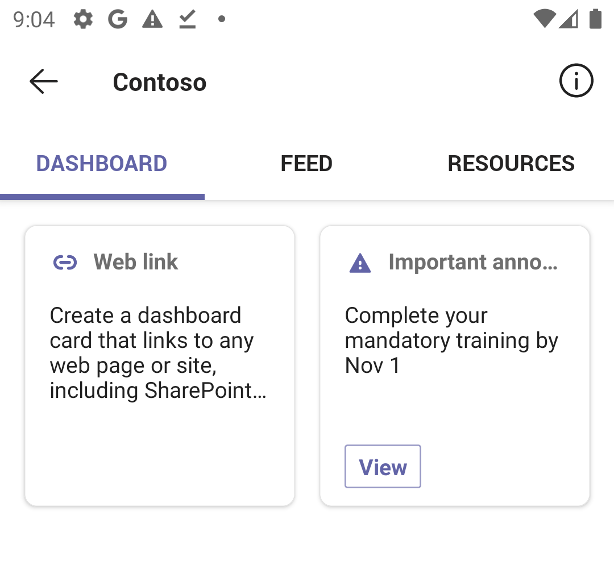 9:04
Contoso
DASHBOARD FEED RESOURCES
Web link
Create a dashboard
card that links to any
web page or site,
including SharePoint...
Important anno...
Complete your
mandatory training by
Nov 1
View